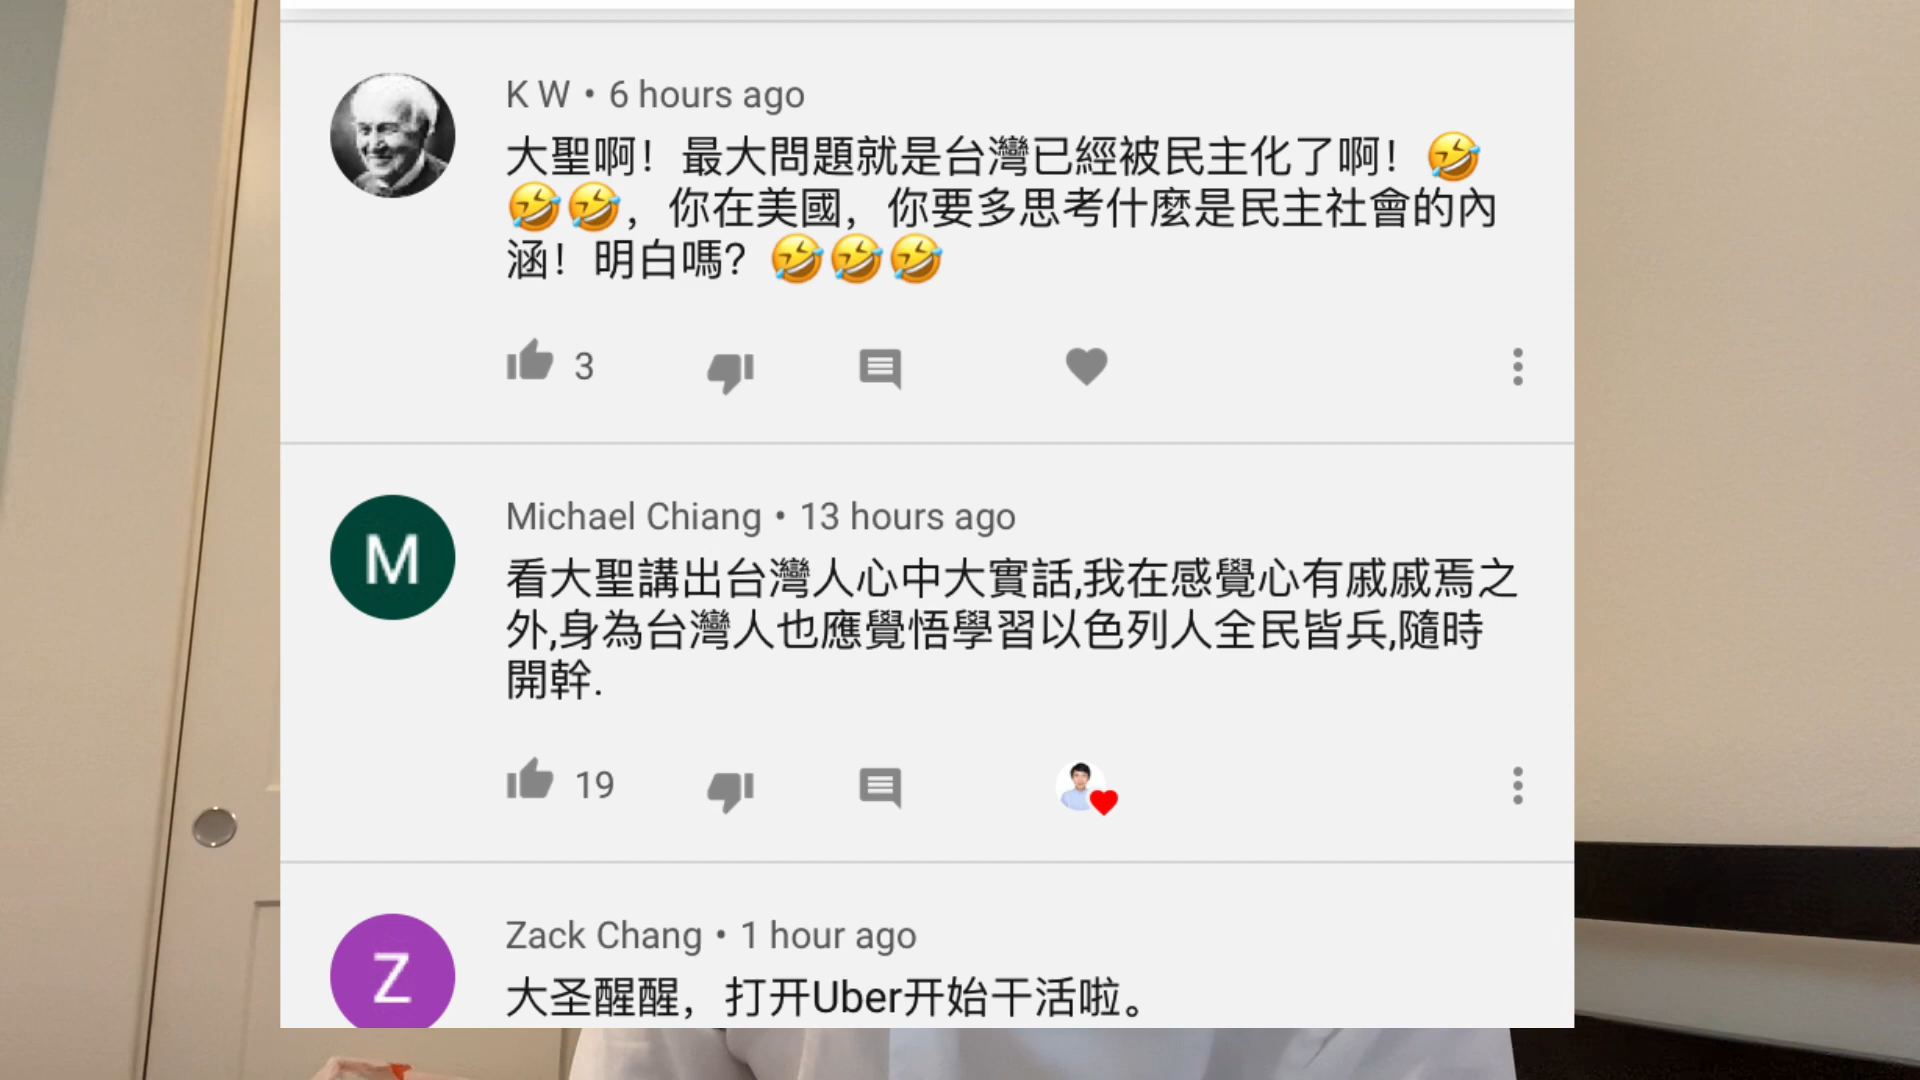 K W • 6 hours ago
大聖啊！最大問題就是台灣已經被民主化了啊！🤣
🤣🤣，你在美國，你要多思考什麼是民主社會的內
涵！明白嗎？🤣🤣🤣
3
M
Michael Chiang • 13 hours ago
看大聖講出台灣人心中大實話,我在感覺心有戚戚焉之
外,身為台灣人也應覺悟學習以色列人全民皆兵,隨時
開幹.
19
Z
Zack Chang • 1 hour ago
大圣醒醒，打开Uber开始干活啦。